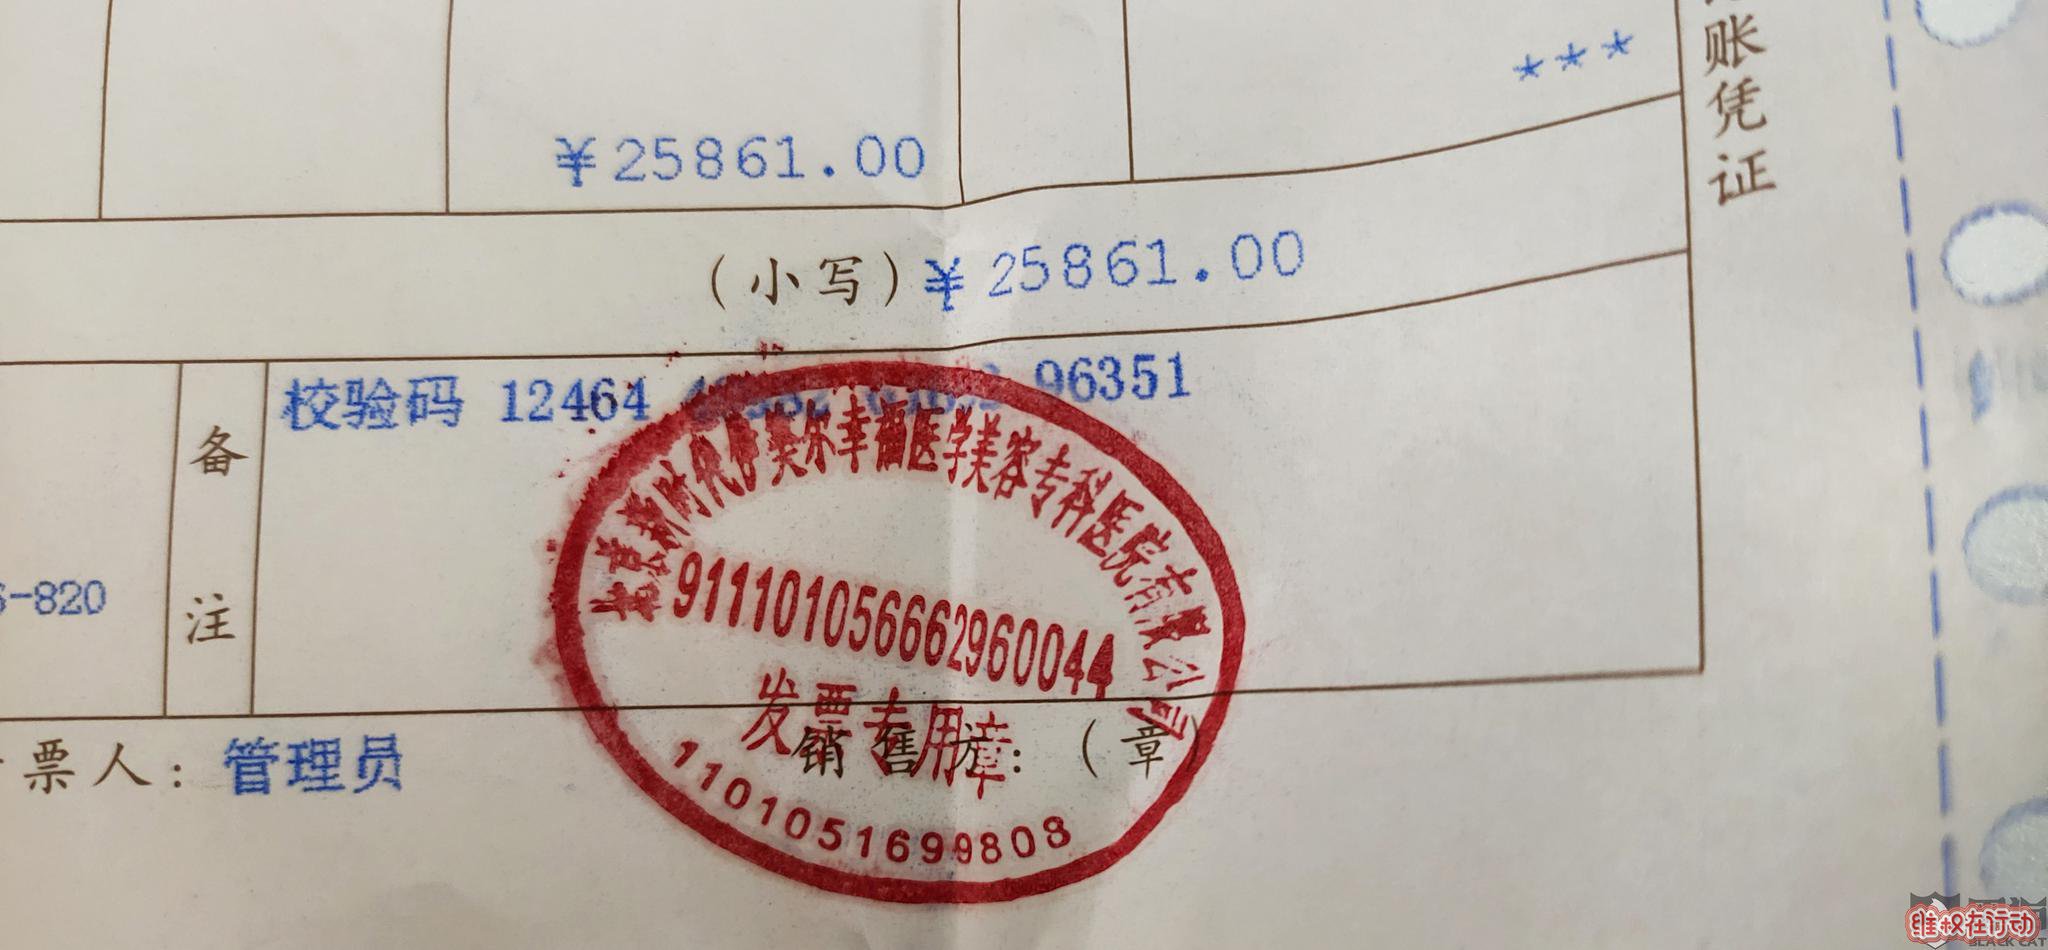 ***
¥25861.00
(小写)¥25861.00
账凭证
校验码 12464 96351
备注
-820
北京新时代伊美尔幸福医学美容专科医院有限公司
911101056662960044
发票专用章
1101051699808
票人:管理员
销售方:(章)
维权在行动
BLACK CAT